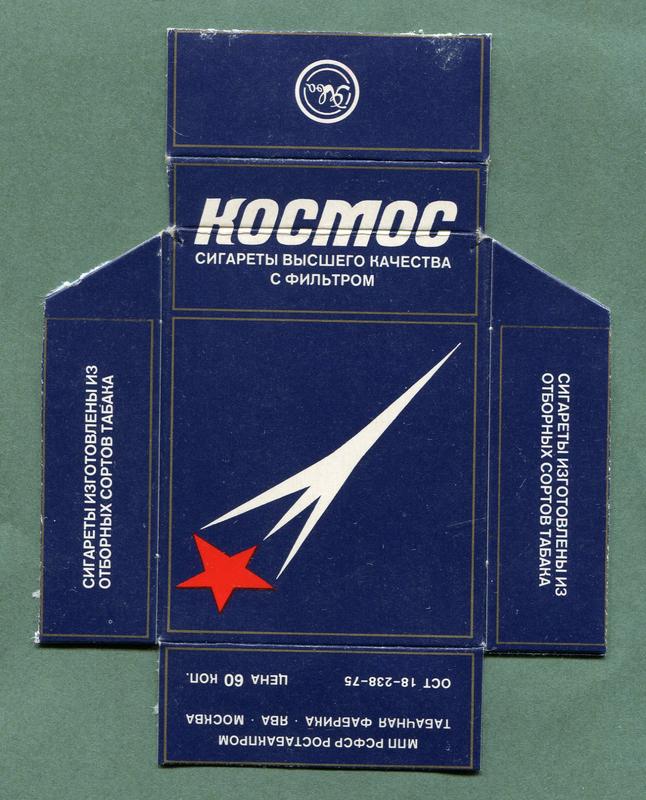 Ява
КОСМОС
СИГАРЕТЫ ВЫСШЕГО КАЧЕСТВА
С ФИЛЬТРОМ
СИГАРЕТЫ ИЗГОТОВЛЕНЫ ИЗ
ОТБОРНЫХ СОРТОВ ТАБАКА
СИГАРЕТЫ ИЗГОТОВЛЕНЫ ИЗ
ОТБОРНЫХ СОРТОВ ТАБАКА
МПП РСФСР РОСТАБАКПРОМ
ТАБАЧНАЯ ФАБРИКА · ЯВА · МОСКВА
ОСТ 18-238-75 ЦЕНА 60 КОП.